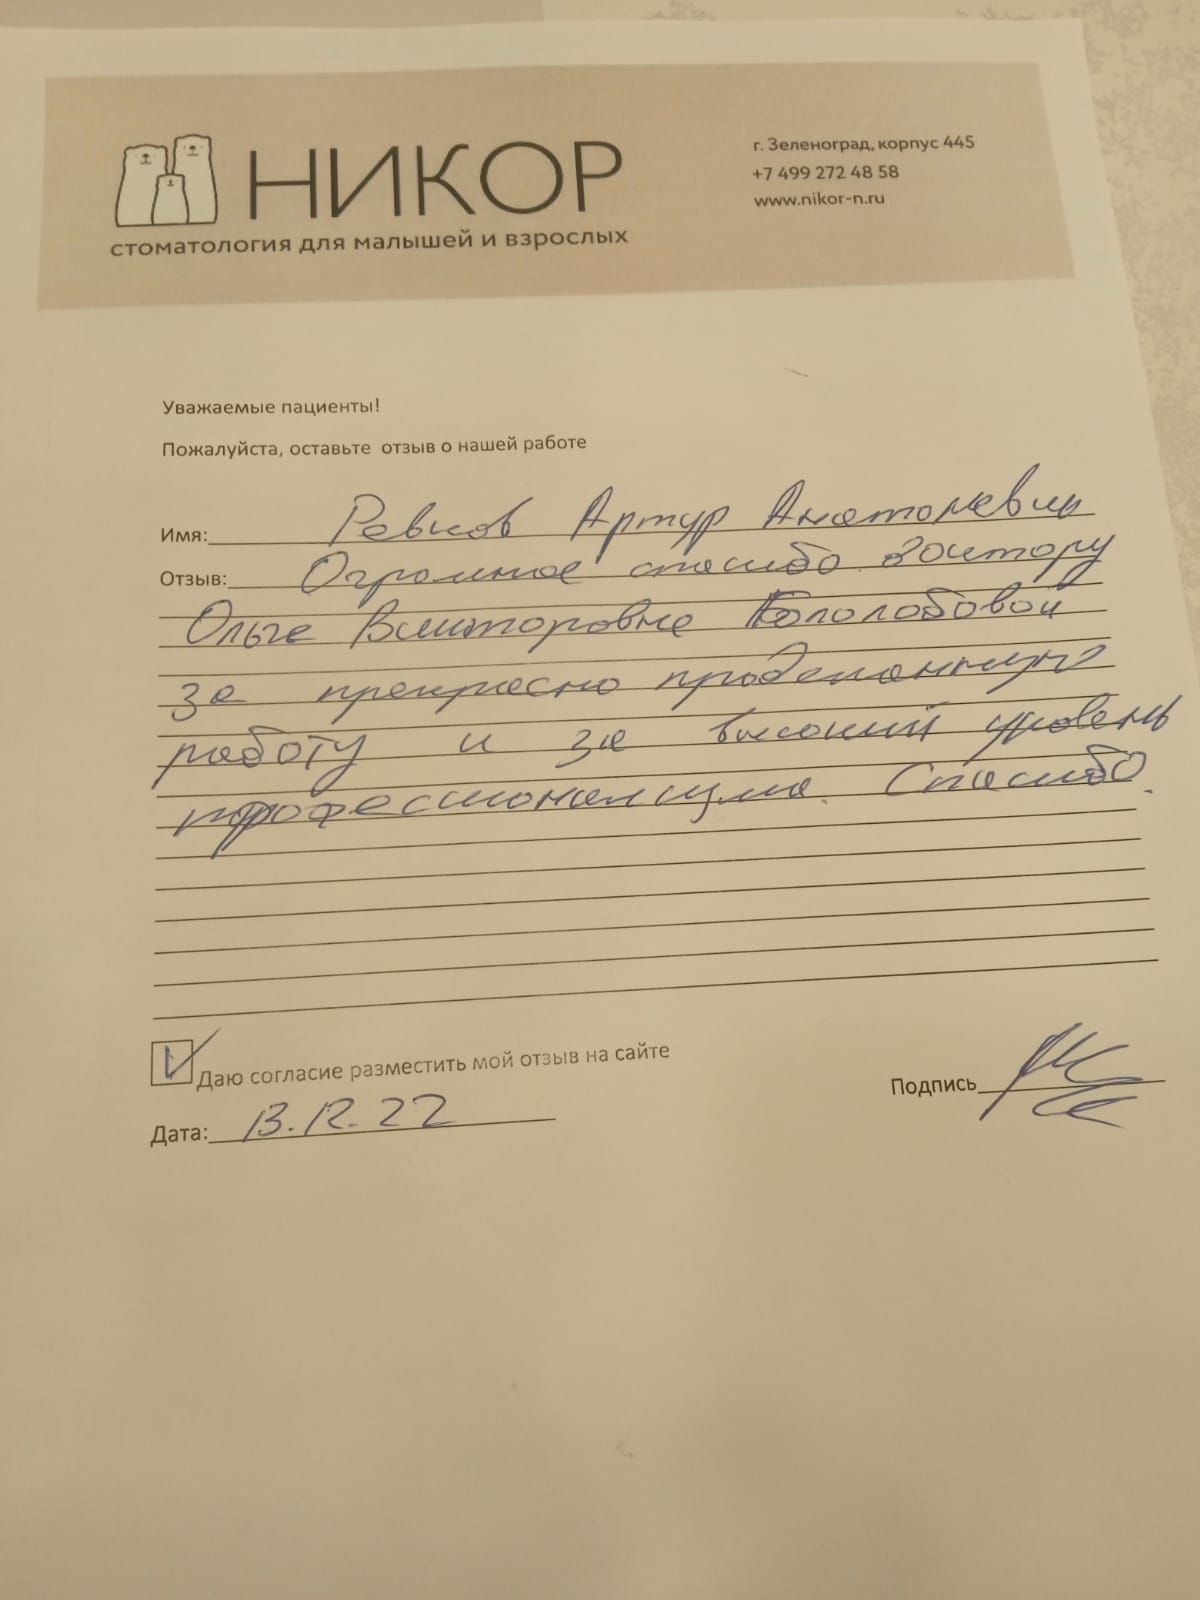 НИКОР
стоматология для малышей и взрослых
г. Зеленоград, корпус 445
+7 499 272 48 58
www.nikor-n.ru
Уважаемые пациенты!
Пожалуйста, оставьте отзыв о нашей работе
Имя: Артур Анатольевич
Отзыв: Огромное спасибо доктору
Ольге Викторовне Кололобовой
за прекрасно проделанную
работу и за высокий уровень
профессионализма. Спасибо.
Даю согласие разместить мой отзыв на сайте
Подпись
Дата: 13.12.22